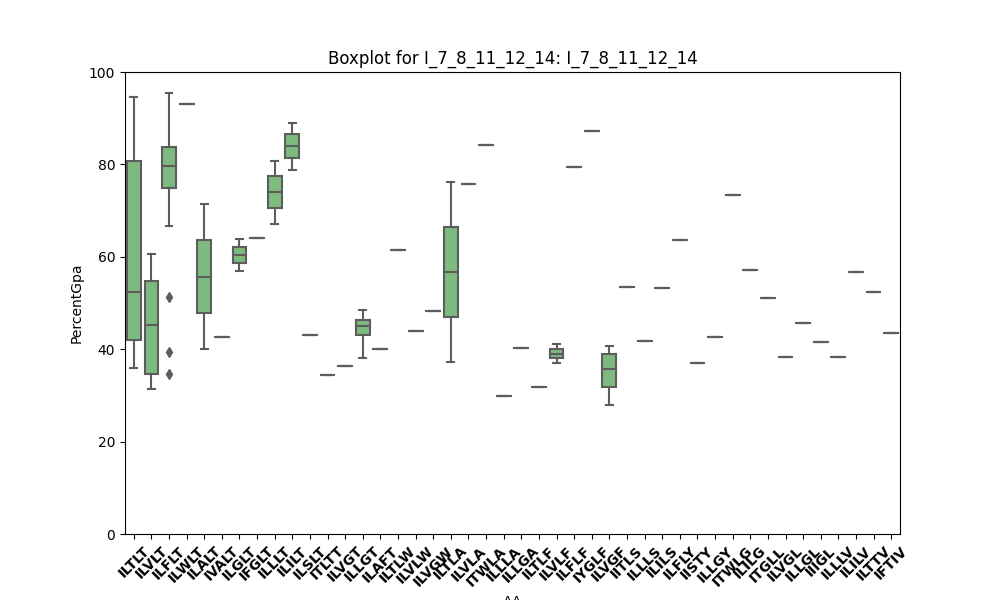 Boxplot for I_7_8_11_12_14: I_7_8_11_12_14
PercentGpa
100
80
60
40
20
0
ILTLT
ILVLT
ILFLT
ILWLT
ILALT
IVALT
ILGLT
IFGLT
ILLLT
ILILT
ILSLT
ITLTT
ILVGT
ILLGT
ILAFT
ILTLW
ILVLW
ILVGW
ILTLA
ILVLA
ITWLA
ILLLA
ILLGA
ILTLF
ILVLF
ILFLF
IYGLF
ILVGF
IITLS
ILLLS
ILILS
ILFLY
IISTY
ILLGY
ITWLG
ILILG
ITGLL
ILVGL
ILLGL
IIIGL
ILLLV
ILILV
ILTTV
IFTIV